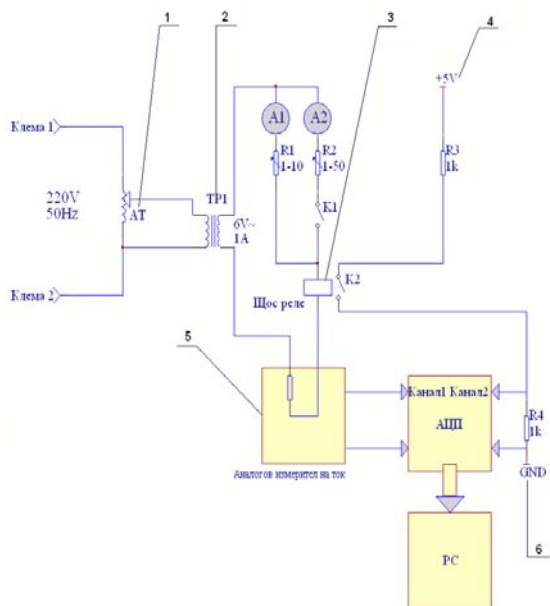 1
2
3
4
+5V
Клема 1
A1
A2
R1
1-10
R2
1-50
R3
1k
220V
50Hz
АТ
ТР1
6V~
1A
K1
K2
Клема 2
Щос реле
5
Канал1 Канал2
АЦП
R4
1k
Аналогов измерител на ток
GND
6
PC